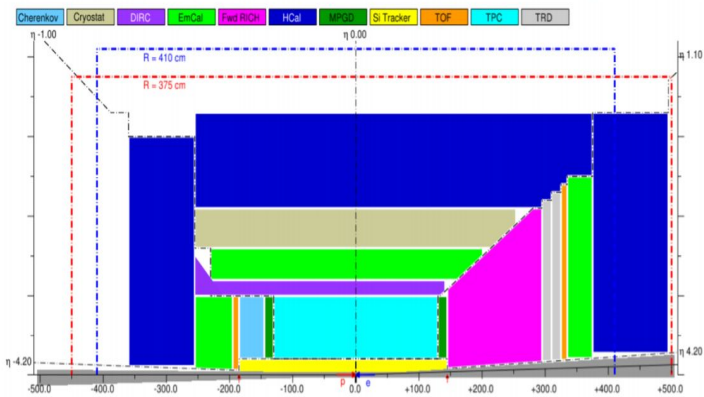 Cherenkov Cryostat DIRC EmCal Fwd RICH HCal MPGD Si Tracker TOF TPC TRD
η -1.00 η 0.00
η 1.10
R = 410 cm
R = 375 cm
η -4.20 η 4.20
-500.0 -400.0 -300.0 -200.0 -100.0 0.0 +100.0 +200.0 +300.0 +400.0 +500.0
p e